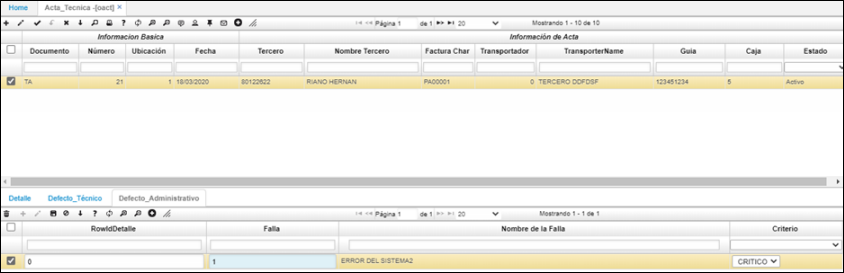 Home Acta_Tecnica -[oact] ×
Página 1 de 1 20 Mostrando 1 - 10 de 10
Informacion Basica Información de Acta
Documento Número Ubicación Fecha Tercero Nombre Tercero Factura Char Transportador TransporterName Guia Caja Estado
TA 21 1 18/03/2020 80122622 RIANO HERNAN PA00001 0 TERCERO DDFDSF 123451234 5 Activo
Detalle Defecto_Técnico Defecto_Administrativo
Página 1 de 1 20 Mostrando 1 - 1 de 1
RowIdDetalle Falla Nombre de la Falla Criterio
0 1 ERROR DEL SISTEMA2 CRITICO